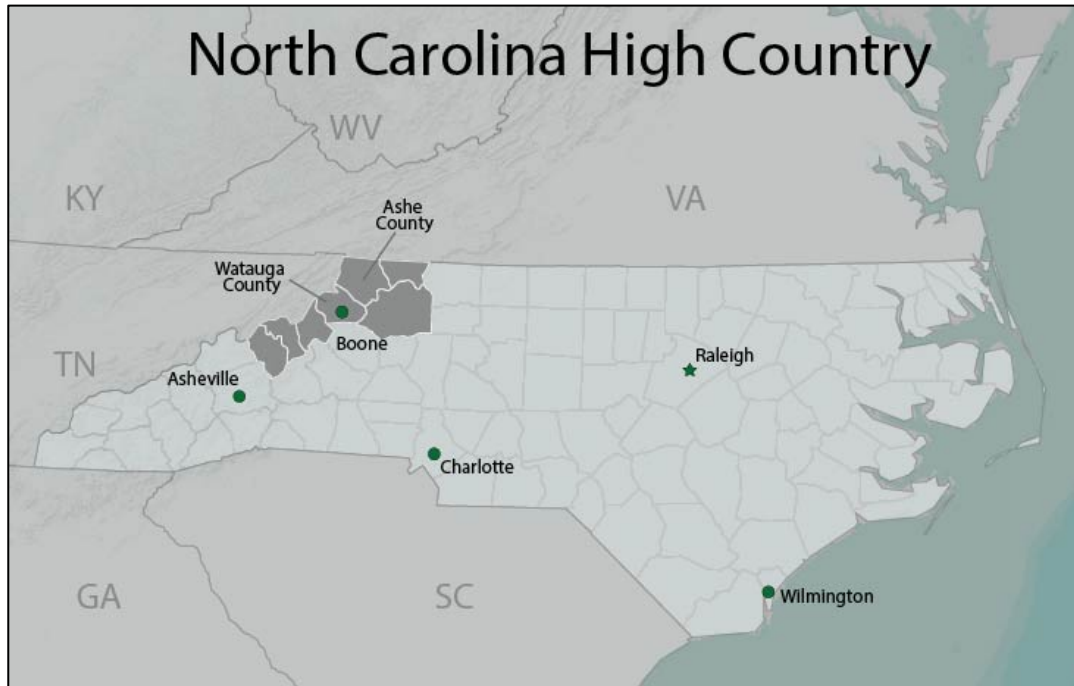 North Carolina High Country
WV
KY
VA
Ashe
County
Watauga
County
Boone
TN
Raleigh
Asheville
Charlotte
GA
SC
Wilmington